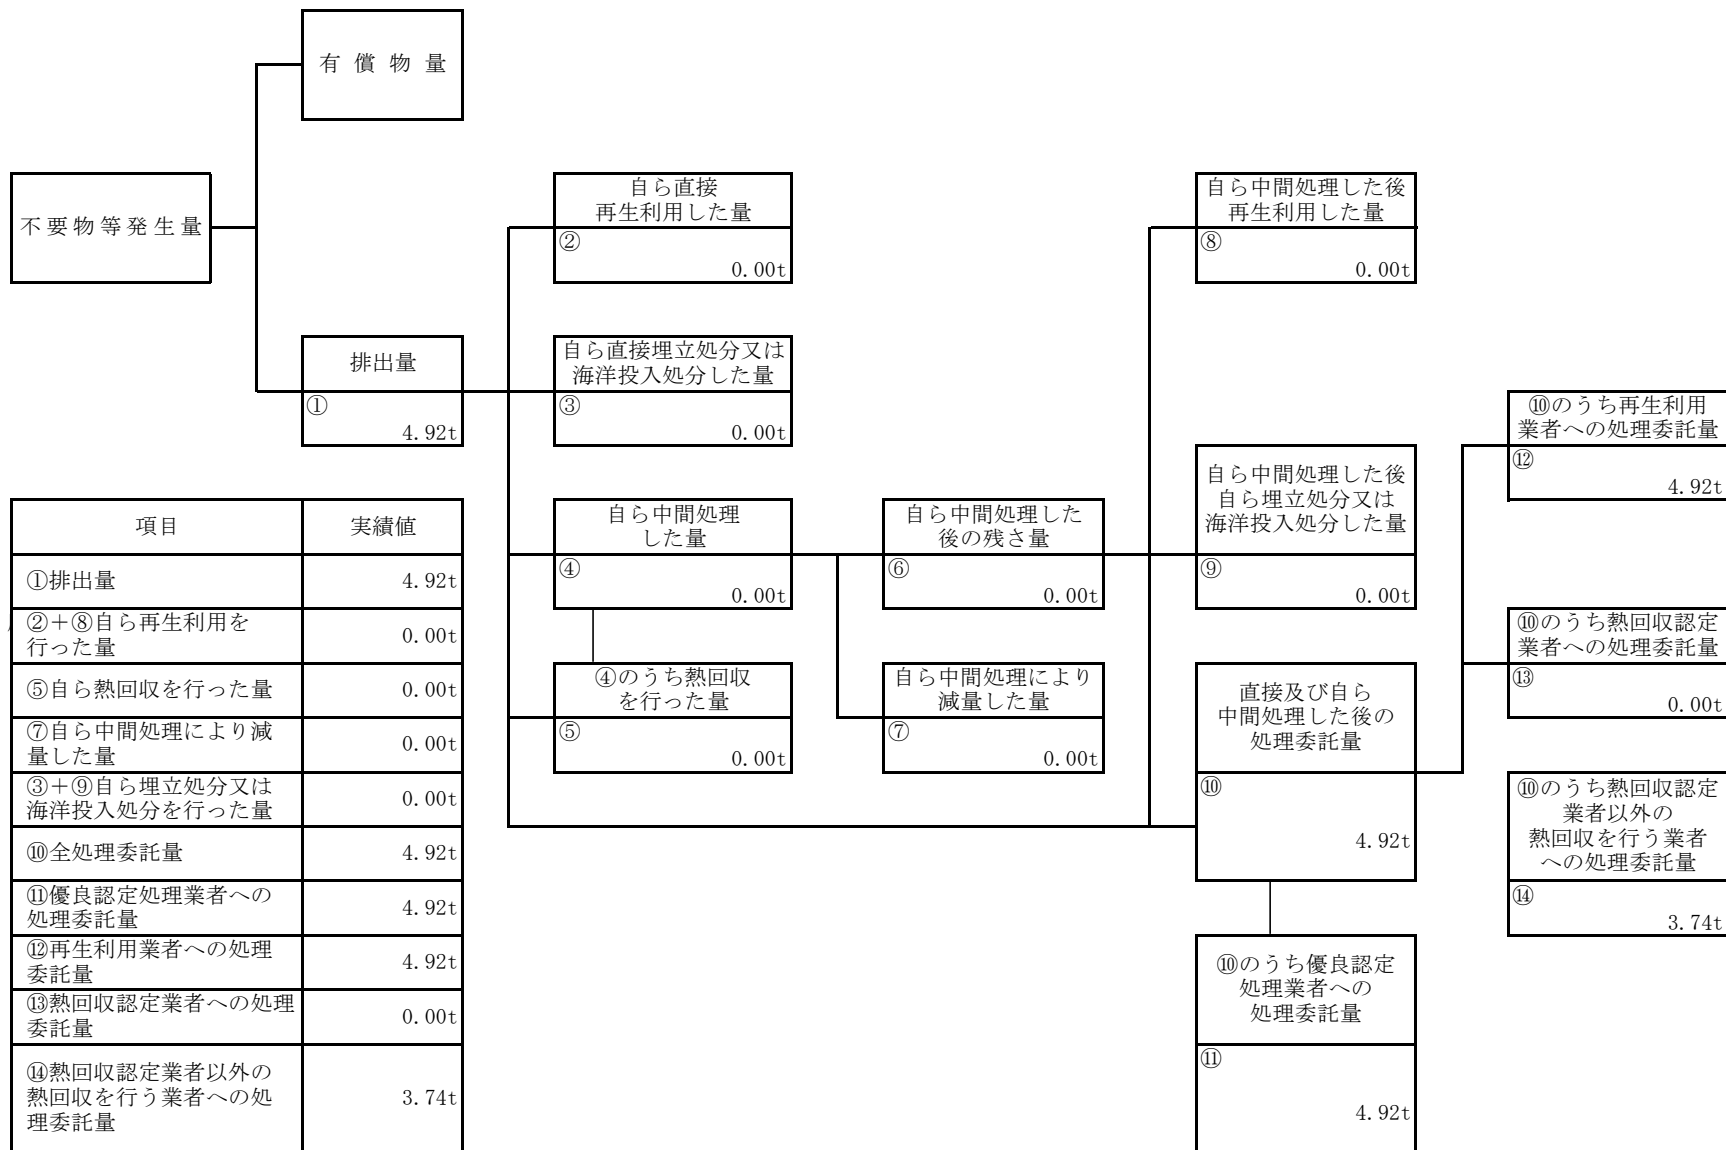 有償物量
不要物等発生量
自ら直接
再生利用した量
②
0.00t
自ら中間処理した後
再生利用した量
⑧
0.00t
排出量
①
4.92t
自ら直接埋立処分又は
海洋投入処分した量
③
0.00t
⑩のうち再生利用
業者への処理委託量
⑫
4.92t
自ら中間処理
した量
④
0.00t
自ら中間処理した
後の残さ量
⑥
0.00t
自ら中間処理した後
自ら埋立処分又は
海洋投入処分した量
⑨
0.00t
⑩のうち熱回収認定
業者への処理委託量
⑬
0.00t
④のうち熱回収
を行った量
⑤
0.00t
自ら中間処理により
減量した量
⑦
0.00t
直接及び自ら
中間処理した後の
処理委託量
⑩
4.92t
⑩のうち熱回収認定
業者以外の
熱回収を行う業者
への処理委託量
⑭
3.74t
⑩のうち優良認定
処理業者への
処理委託量
⑪
4.92t
項目 実績値
①排出量 4.92t
②＋⑧自ら再生利用を
行った量 0.00t
⑤自ら熱回収を行った量 0.00t
⑦自ら中間処理により減
量した量 0.00t
③＋⑨自ら埋立処分又は
海洋投入処分を行った量 0.00t
⑩全処理委託量 4.92t
⑪優良認定処理業者への
処理委託量 4.92t
⑫再生利用業者への処理
委託量 4.92t
⑬熱回収認定業者への処理
委託量 0.00t
⑭熱回収認定業者以外の
熱回収を行う業者への処
理委託量 3.74t